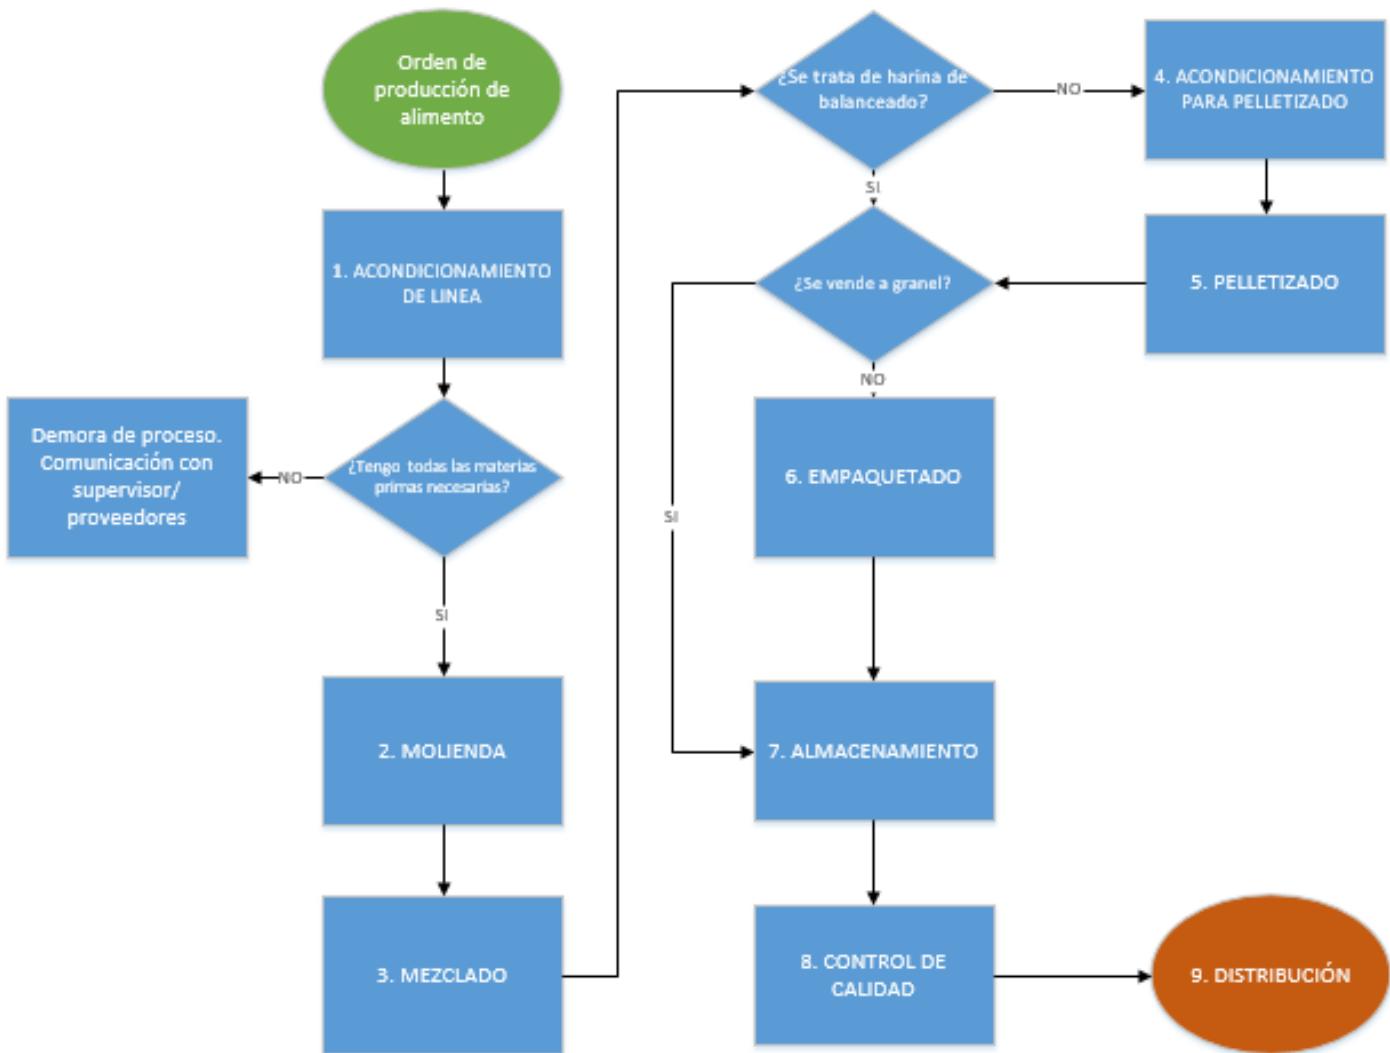 Orden de
producción de
alimento
1. ACONDICIONAMIENTO
DE LINEA
¿Tengo todas las materias
primas necesarias?
NO
Demora de proceso.
Comunicación con
supervisor/
proveedores
SI
2. MOLIENDA
3. MEZCLADO
¿Se trata de harina de
balanceado?
NO
4. ACONDICIONAMIENTO
PARA PELLETIZADO
5. PELLETIZADO
SI
¿Se vende a granel?
NO
SI
6. EMPAQUETADO
7. ALMACENAMIENTO
8. CONTROL DE
CALIDAD
9. DISTRIBUCIÓN